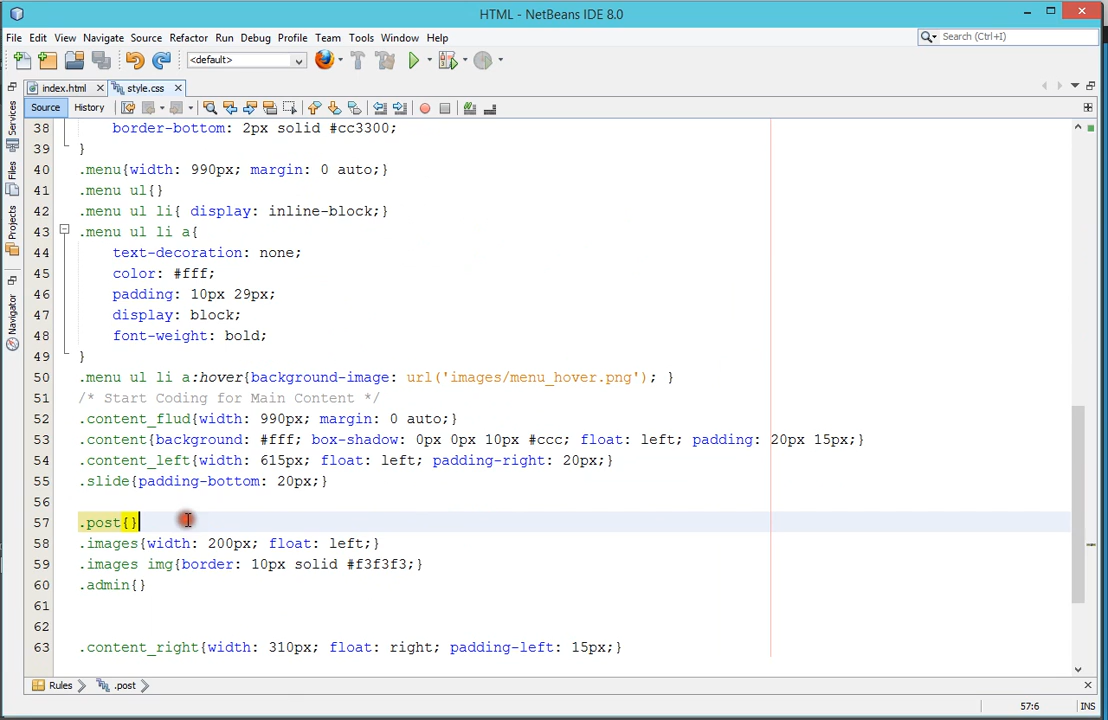 HTML - NetBeans IDE 8.0
File Edit View Navigate Source Refactor Run Debug Profile Team Tools Window Help
Search (Ctrl+I)
<default>
index.html style.css
Source History
Services
Files
Projects
Navigator
38 border-bottom: 2px solid #cc3300;
39 }
40 .menu{width: 990px; margin: 0 auto;}
41 .menu ul{}
42 .menu ul li{ display: inline-block;}
43 .menu ul li a{
44 text-decoration: none;
45 color: #fff;
46 padding: 10px 29px;
47 display: block;
48 font-weight: bold;
49 }
50 .menu ul li a:hover{background-image: url('images/menu_hover.png'); }
51 /* Start Coding for Main Content */
52 .content_flud{width: 990px; margin: 0 auto;}
53 .content{background: #fff; box-shadow: 0px 0px 10px #ccc; float: left; padding: 20px 15px;}
54 .content_left{width: 615px; float: left; padding-right: 20px;}
55 .slide{padding-bottom: 20px;}
56
57 .post{}
58 .images{width: 200px; float: left;}
59 .images img{border: 10px solid #f3f3f3;}
60 .admin{}
61
62
63 .content_right{width: 310px; float: right; padding-left: 15px;}
Rules .post
57:6 INS